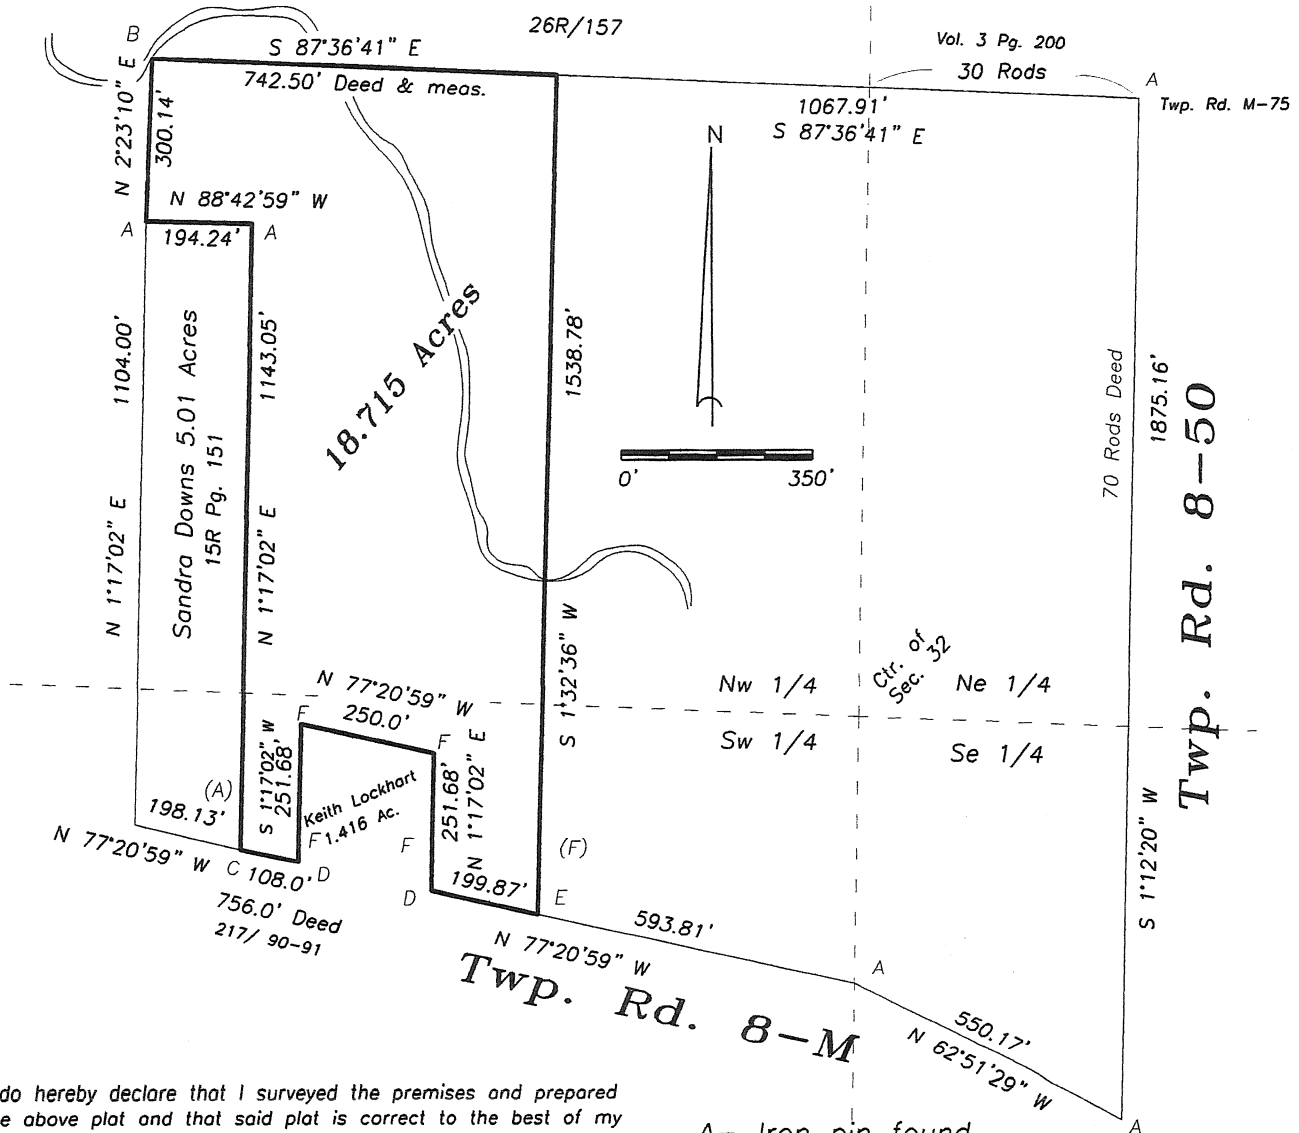 26R/157
Vol. 3 Pg. 200
30 Rods
A
Twp. Rd. M-75
B
S 87°36'41" E
742.50' Deed & meas.
1067.91'
S 87°36'41" E
N 2°23'10" E
300.14'
N
N 88°42'59" W
A
194.24'
A
1104.00'
N 1°17'02" E
Sandra Downs 5.01 Acres
15R Pg. 151
1143.05'
N 1°17'02" E
18.715 Acres
1538.78'
S 1°32'36" W
0'
350'
70 Rods Deed
1875.16'
S 1°12'20" W
Twp. Rd. 8-50
Ctr. of
Sec. 32
Nw 1/4
Ne 1/4
Sw 1/4
Se 1/4
N 77°20'59" W
250.0'
F
F
S 1°17'02" W
251.68'
Keith Lockhart
1.416 Ac.
251.68'
N 1°17'02" E
(A)
198.13'
N 77°20'59" W
C
108.0'
F
D
756.0' Deed
217/ 90-91
F
D
199.87'
(F)
E
593.81'
N 77°20'59" W
Twp. Rd. 8-M
A
550.17'
N 62°51'29" W
A
do hereby declare that I surveyed the premises and prepared
e above plat and that said plat is correct to the best of my
A- Iron pin found